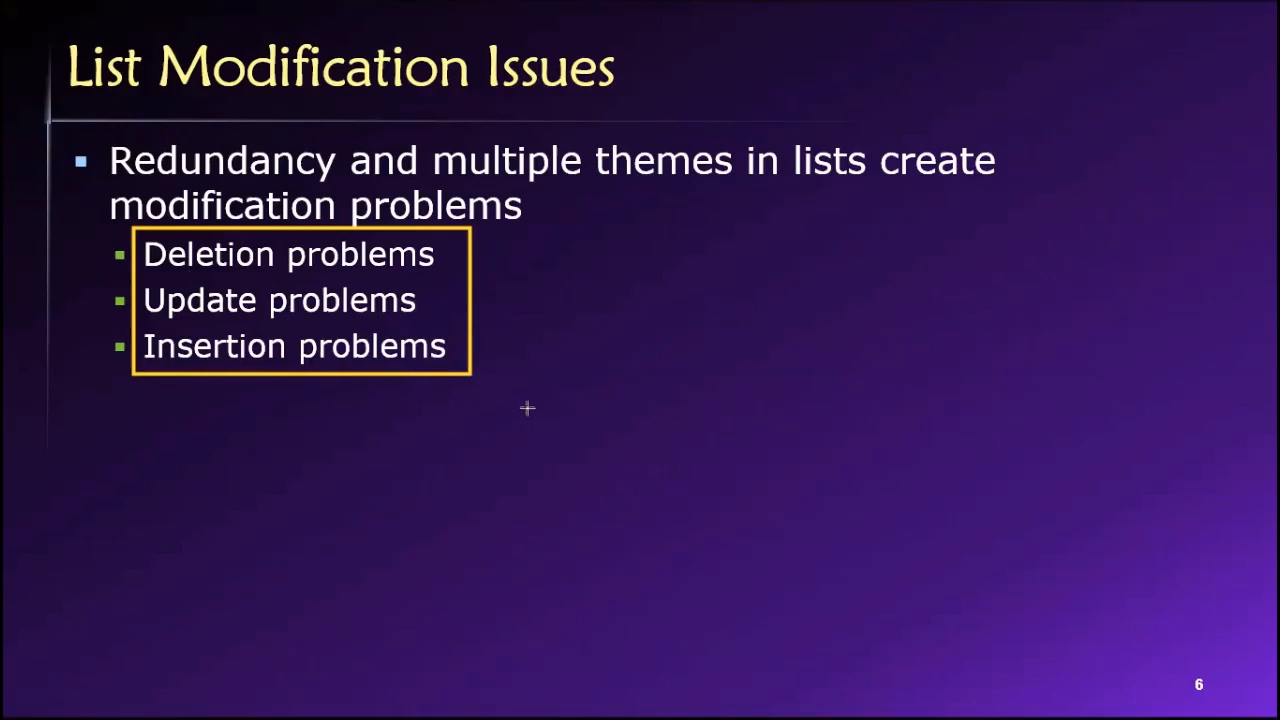 List Modification Issues
Redundancy and multiple themes in lists create
modification problems
Deletion problems
Update problems
Insertion problems
6